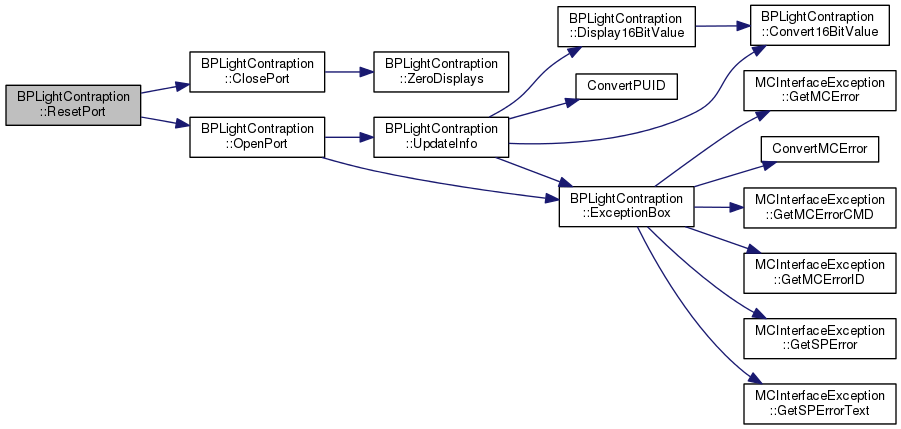 BPLightContraption
::ResetPort
BPLightContraption
::ClosePort
BPLightContraption
::OpenPort
BPLightContraption
::ZeroDisplays
BPLightContraption
::UpdateInfo
BPLightContraption
::Display16BitValue
ConvertPUID
BPLightContraption
::ExceptionBox
BPLightContraption
::Convert16BitValue
MCInterfaceException
::GetMCError
ConvertMCError
MCInterfaceException
::GetMCErrorCMD
MCInterfaceException
::GetMCErrorID
MCInterfaceException
::GetSPError
MCInterfaceException
::GetSPErrorText